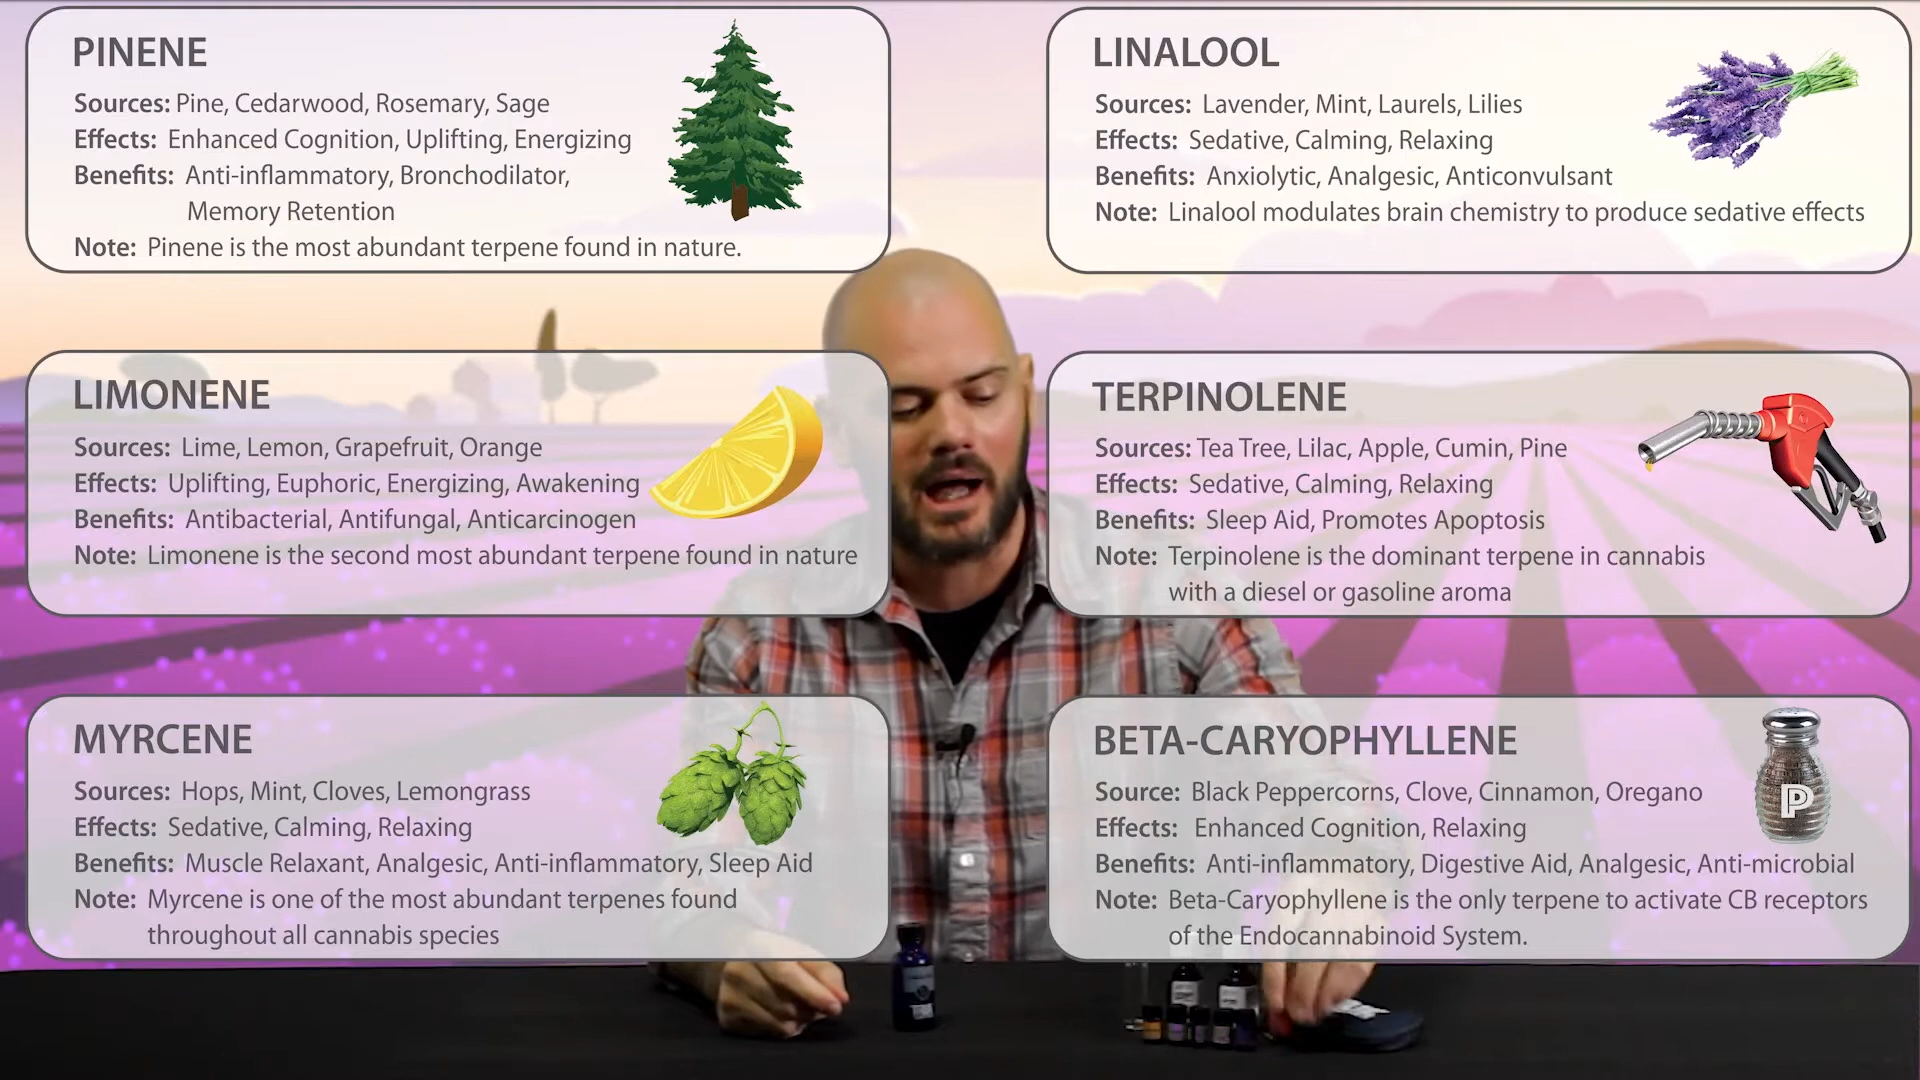 PINENE
Sources: Pine, Cedarwood, Rosemary, Sage
Effects: Enhanced Cognition, Uplifting, Energizing
Benefits: Anti-inflammatory, Bronchodilator,
Memory Retention
Note: Pinene is the most abundant terpene found in nature.
LIMONENE
Sources: Lime, Lemon, Grapefruit, Orange
Effects: Uplifting, Euphoric, Energizing, Awakening
Benefits: Antibacterial, Antifungal, Anticarcinogen
Note: Limonene is the second most abundant terpene found in nature
MYRCENE
Sources: Hops, Mint, Cloves, Lemongrass
Effects: Sedative, Calming, Relaxing
Benefits: Muscle Relaxant, Analgesic, Anti-inflammatory, Sleep Aid
Note: Myrcene is one of the most abundant terpenes found
throughout all cannabis species
LINALOOL
Sources: Lavender, Mint, Laurels, Lilies
Effects: Sedative, Calming, Relaxing
Benefits: Anxiolytic, Analgesic, Anticonvulsant
Note: Linalool modulates brain chemistry to produce sedative effects
TERPINOLENE
Sources: Tea Tree, Lilac, Apple, Cumin, Pine
Effects: Sedative, Calming, Relaxing
Benefits: Sleep Aid, Promotes Apoptosis
Note: Terpinolene is the dominant terpene in cannabis
with a diesel or gasoline aroma
BETA-CARYOPHYLLENE
Source: Black Peppercorns, Clove, Cinnamon, Oregano
Effects: Enhanced Cognition, Relaxing
Benefits: Anti-inflammatory, Digestive Aid, Analgesic, Anti-microbial
Note: Beta-Caryophyllene is the only terpene to activate CB receptors
of the Endocannabinoid System.
P